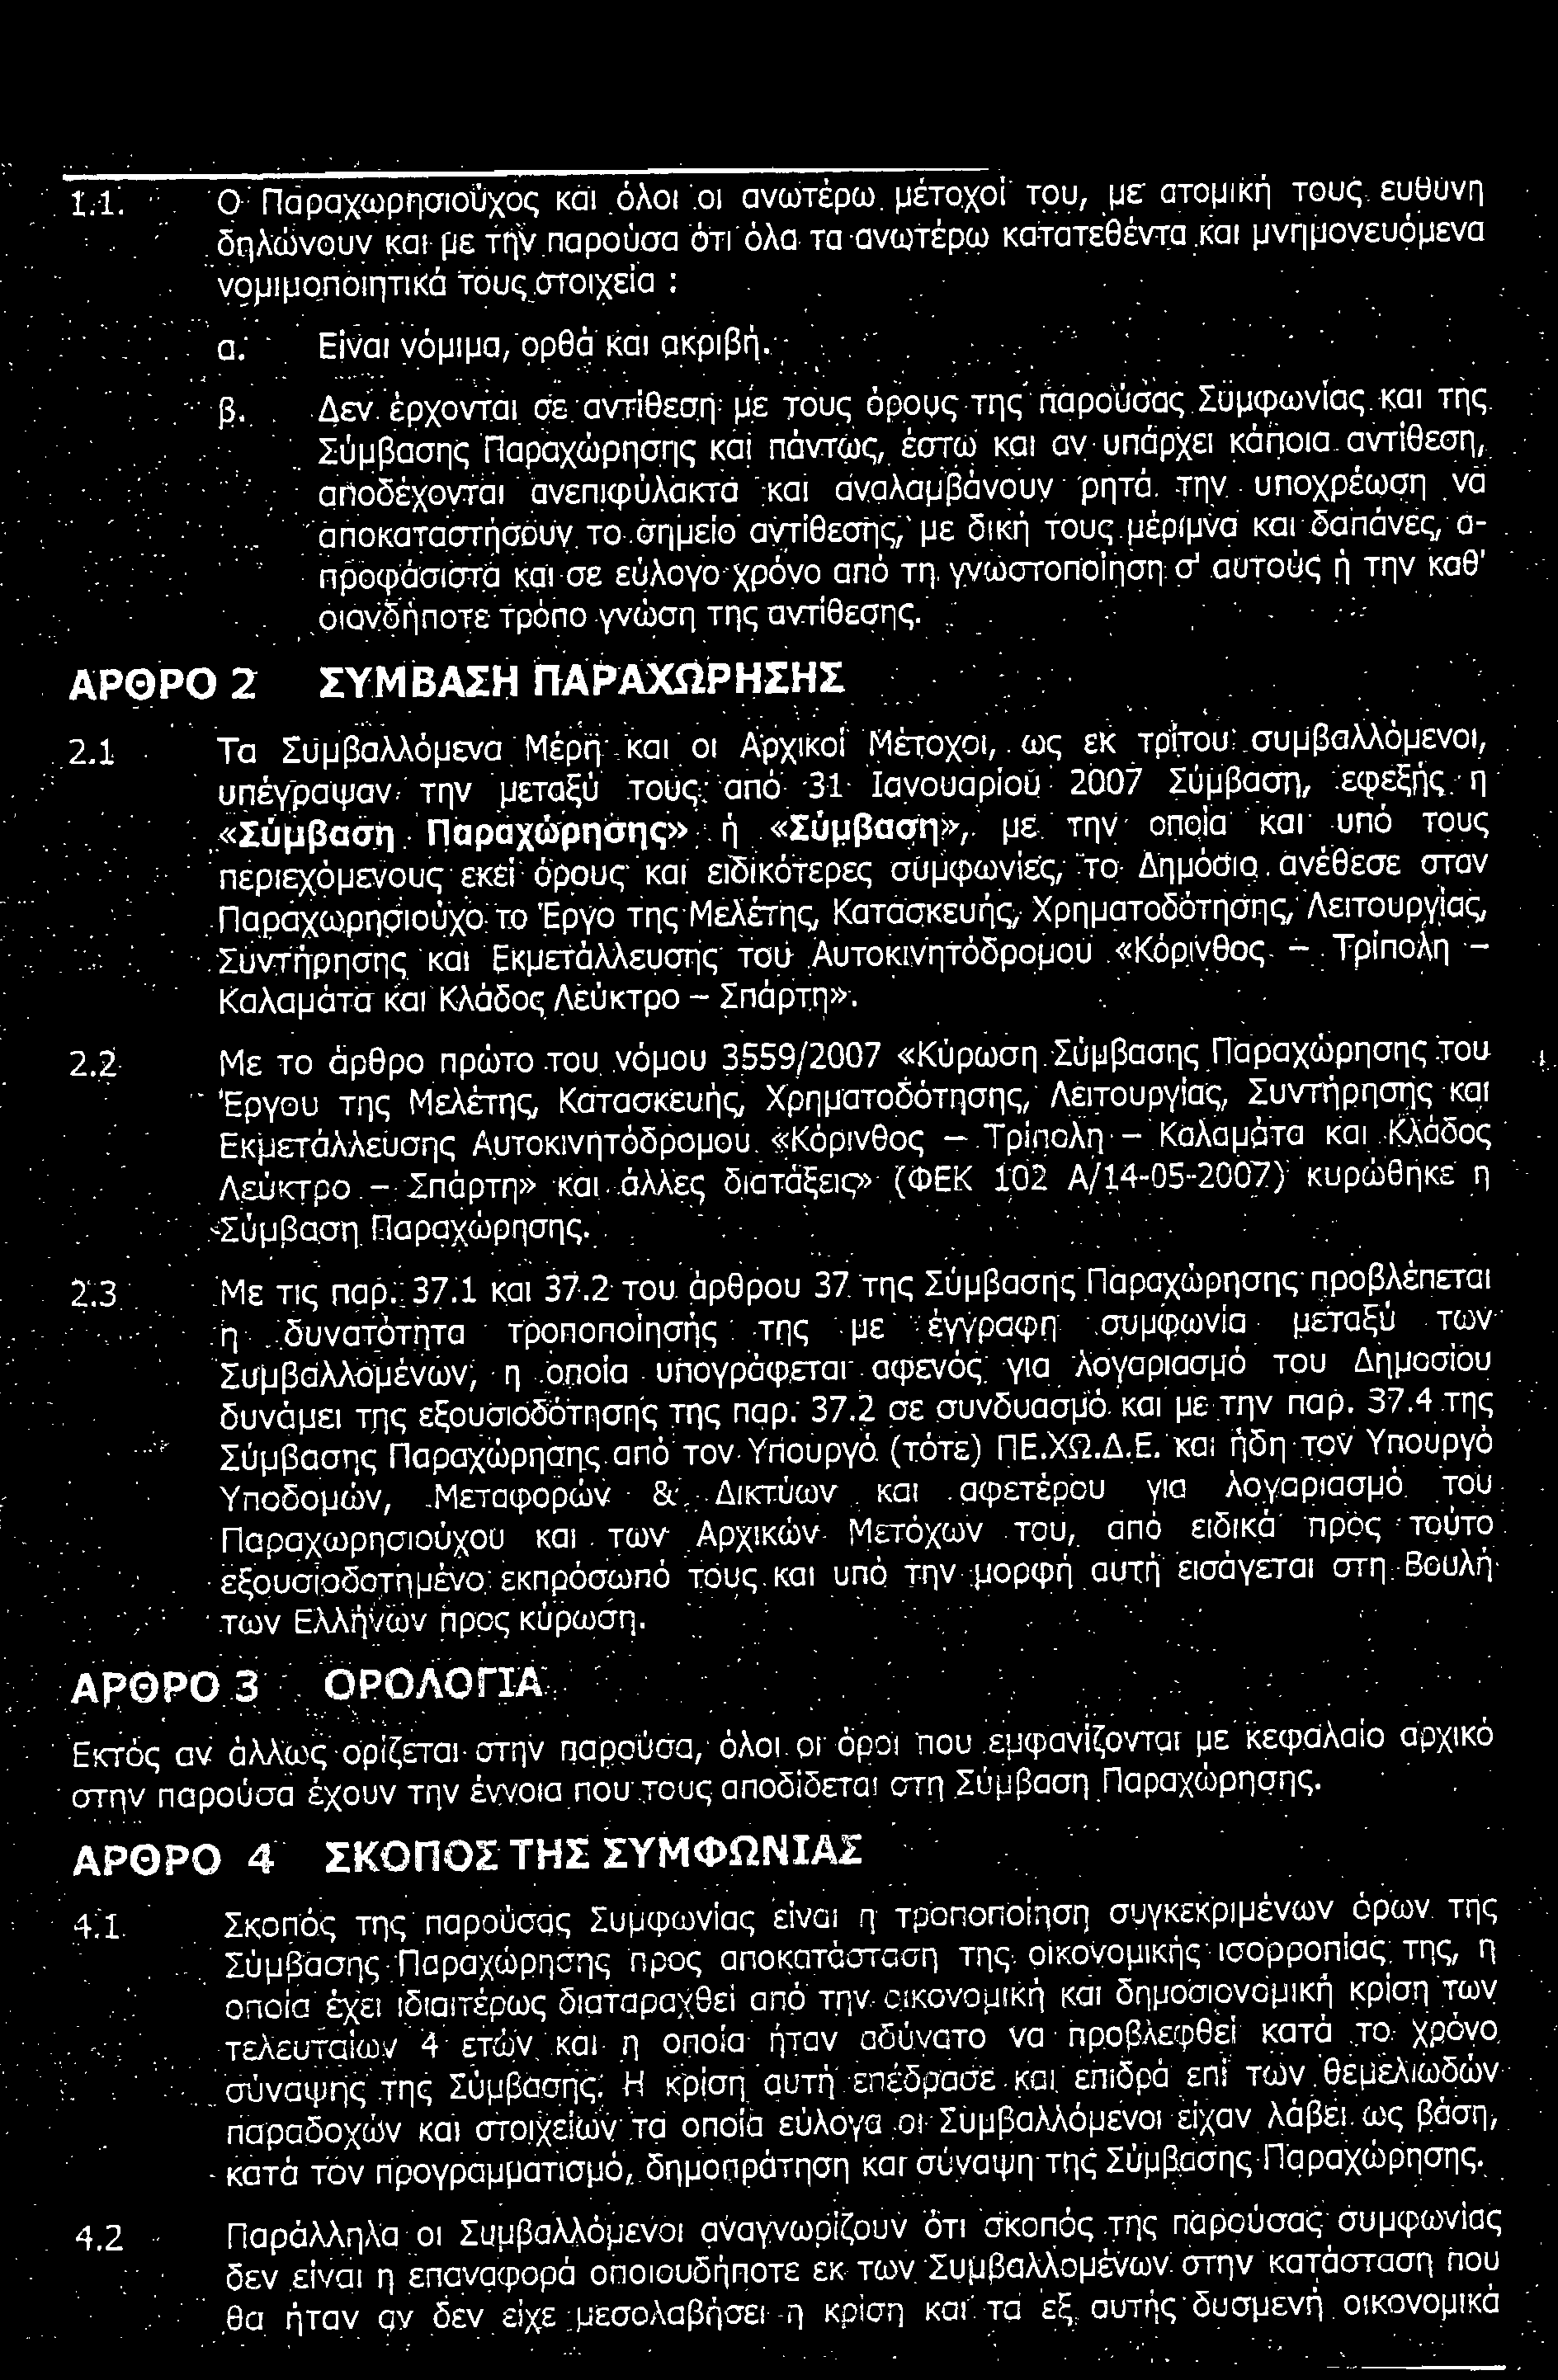 1.1. Ο Παραχωρησιούχος και όλοι οι ανωτέρω μέτοχοί του, με ατομική τους ευθύνη
δηλώνουν και με την παρούσα ότι όλα τα ανωτέρω κατατεθέντα και μνημονευόμενα
νομιμοποιητικά τους στοιχεία :
α. Είναι νόμιμα, ορθά και ακριβή.
β. Δεν έρχονται σε αντίθεση με τους όρους της παρούσας Συμφωνίας και της
Σύμβασης Παραχώρησης και πάντως, έστω και αν υπάρχει κάποια αντίθεση,
αποδέχονται ανεπιφύλακτα και αναλαμβάνουν ρητά την υποχρέωση να
αποκαταστήσουν το σημείο αντίθεσης, με δική τους μέριμνα και δαπάνες, α-
προφάσιστα και σε εύλογο χρόνο από τη γνωστοποίηση σ' αυτούς ή την καθ'
οιανδήποτε τρόπο γνώση της αντίθεσης.
ΑΡΘΡΟ 2 ΣΥΜΒΑΣΗ ΠΑΡΑΧΩΡΗΣΗΣ
2.1 Τα Συμβαλλόμενα Μέρη και οι Αρχικοί Μέτοχοι, ως εκ τρίτου συμβαλλόμενοι,
υπέγραψαν την μεταξύ τους από 31 Ιανουαρίου 2007 Σύμβαση, εφεξής η
«Σύμβαση Παραχώρησης» ή «Σύμβαση», με την οποία και υπό τους
περιεχόμενους εκεί όρους και ειδικότερες συμφωνίες, το Δημόσιο ανέθεσε στον
Παραχωρησιούχο το Έργο της Μελέτης, Κατασκευής, Χρηματοδότησης, Λειτουργίας,
Συντήρησης και Εκμετάλλευσης του Αυτοκινητόδρομου «Κόρινθος – Τρίπολη –
Καλαμάτα και Κλάδος Λεύκτρο – Σπάρτη».
2.2 Με το άρθρο πρώτο του νόμου 3559/2007 «Κύρωση Σύμβασης Παραχώρησης του
Έργου της Μελέτης, Κατασκευής, Χρηματοδότησης, Λειτουργίας, Συντήρησης και
Εκμετάλλευσης Αυτοκινητόδρομου «Κόρινθος – Τρίπολη – Καλαμάτα και Κλάδος
Λεύκτρο – Σπάρτη» και άλλες διατάξεις» (ΦΕΚ 102 Α/14-05-2007) κυρώθηκε η
Σύμβαση Παραχώρησης.
2.3 Με τις παρ. 37.1 και 37.2 του άρθρου 37 της Σύμβασης Παραχώρησης προβλέπεται
η δυνατότητα τροποποίησής της με έγγραφη συμφωνία μεταξύ των
Συμβαλλομένων, η οποία υπογράφεται αφενός για λογαριασμό του Δημοσίου
δυνάμει της εξουσιοδότησης της παρ. 37.2 σε συνδυασμό και με την παρ. 37.4 της
Σύμβασης Παραχώρησης από τον Υπουργό (τότε) ΠΕ.ΧΩ.Δ.Ε. και ήδη τον Υπουργό
Υποδομών, Μεταφορών & Δικτύων και αφετέρου για λογαριασμό του
Παραχωρησιούχου και των Αρχικών Μετόχων του, από ειδικά προς τούτο
εξουσιοδοτημένο εκπρόσωπό τους και υπό την μορφή αυτή εισάγεται στη Βουλή
των Ελλήνων προς κύρωση.
ΑΡΘΡΟ 3 ΟΡΟΛΟΓΙΑ
Εκτός αν άλλως ορίζεται στην παρούσα, όλοι οι όροι που εμφανίζονται με κεφαλαίο αρχικό
στην παρούσα έχουν την έννοια που τους αποδίδεται στη Σύμβαση Παραχώρησης.
ΑΡΘΡΟ 4 ΣΚΟΠΟΣ ΤΗΣ ΣΥΜΦΩΝΙΑΣ
4.1. Σκοπός της παρούσας Συμφωνίας είναι η τροποποίηση συγκεκριμένων όρων της
Σύμβασης Παραχώρησης προς αποκατάσταση της οικονομικής ισορροπίας της, η
οποία έχει ιδιαιτέρως διαταραχθεί από την οικονομική και δημοσιονομική κρίση των
τελευταίων 4 ετών και η οποία ήταν αδύνατο να προβλεφθεί κατά το χρόνο
σύναψης της Σύμβασης. Η κρίση αυτή επέδρασε και επιδρά επί των θεμελιωδών
παραδοχών και στοιχείων τα οποία εύλογα οι Συμβαλλόμενοι είχαν λάβει ως βάση,
κατά τον προγραμματισμό, δημοπράτηση και σύναψη της Σύμβασης Παραχώρησης.
4.2 Παράλληλα οι Συμβαλλόμενοι αναγνωρίζουν ότι σκοπός της παρούσας συμφωνίας
δεν είναι η επαναφορά οποιουδήποτε εκ των Συμβαλλομένων στην κατάσταση που
θα ήταν αν δεν είχε μεσολαβήσει η κρίση και τα εξ αυτής δυσμενή οικονομικά